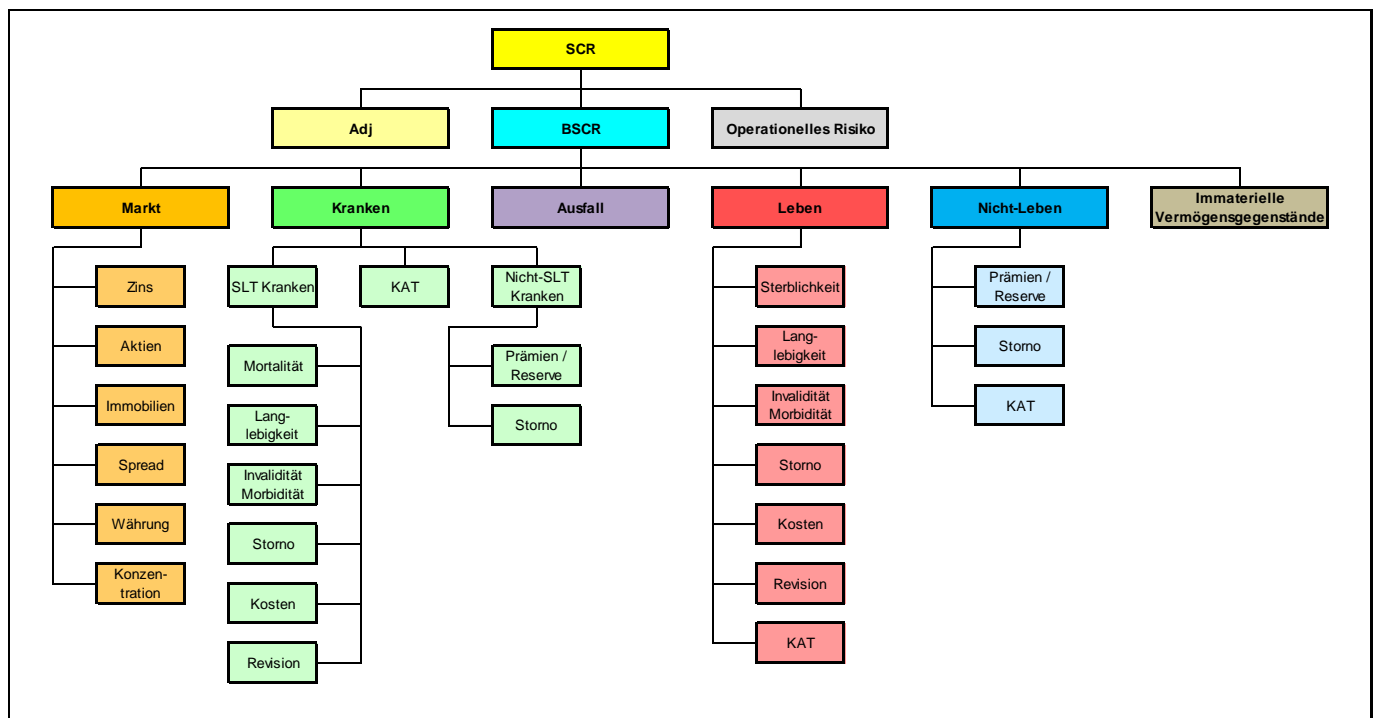 SCR
Adj
BSCR
Operationelles Risiko
Markt
Kranken
Ausfall
Leben
Nicht-Leben
Immaterielle
Vermögensgegenstände
Zins
Aktien
Immobilien
Spread
Währung
Konzen-
tration
SLT Kranken
KAT
Nicht-SLT
Kranken
Mortalität
Lang-
lebigkeit
Invalidität
Morbidität
Storno
Kosten
Revision
Prämien /
Reserve
Storno
Sterblichkeit
Lang-
lebigkeit
Invalidität
Morbidität
Storno
Kosten
Revision
KAT
Prämien /
Reserve
Storno
KAT